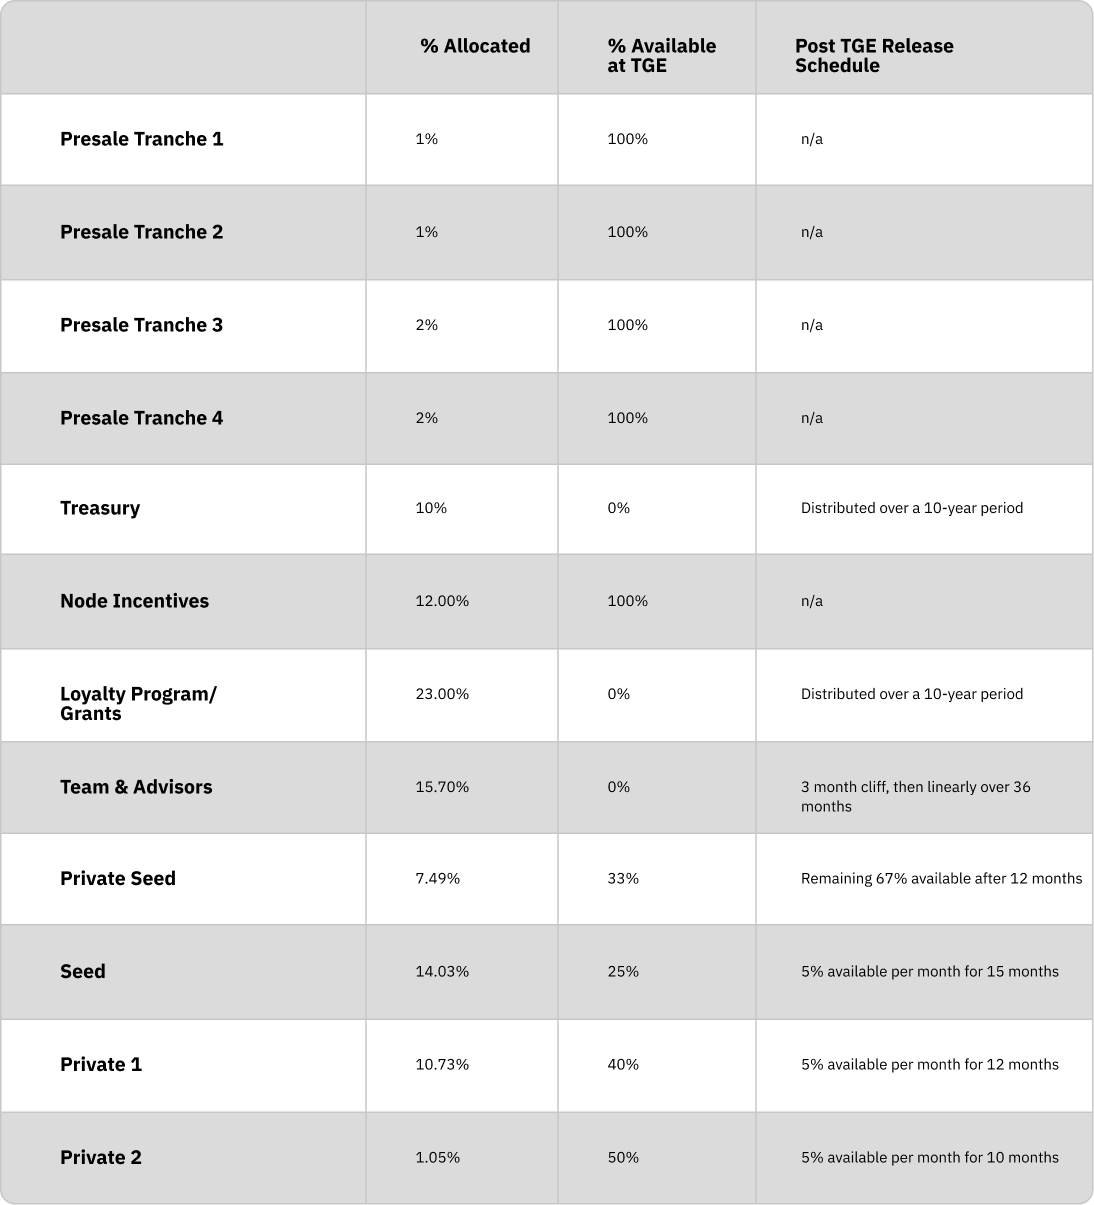 % Allocated
% Available
at TGE
Post TGE Release
Schedule
Presale Tranche 1
1%
100%
n/a
Presale Tranche 2
1%
100%
n/a
Presale Tranche 3
2%
100%
n/a
Presale Tranche 4
2%
100%
n/a
Treasury
10%
0%
Distributed over a 10-year period
Node Incentives
12.00%
100%
n/a
Loyalty Program/
Grants
23.00%
0%
Distributed over a 10-year period
Team & Advisors
15.70%
0%
3 month cliff, then linearly over 36
months
Private Seed
7.49%
33%
Remaining 67% available after 12 months
Seed
14.03%
25%
5% available per month for 15 months
Private 1
10.73%
40%
5% available per month for 12 months
Private 2
1.05%
50%
5% available per month for 10 months